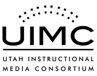 UIMC
UTAH INSTRUCTIONAL
MEDIA CONSORTIUM